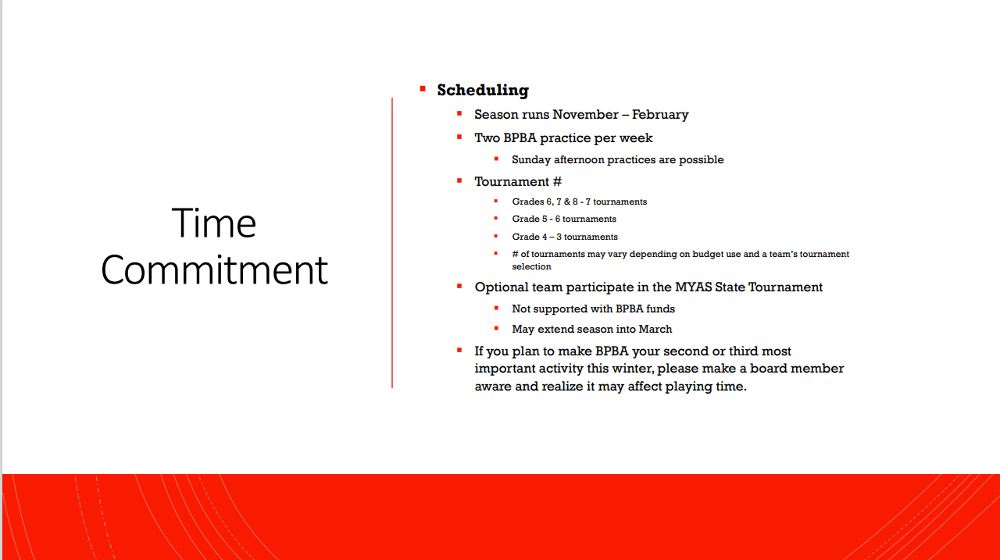 Time
Commitment
Scheduling
Season runs November – February
Two BPBA practice per week
Sunday afternoon practices are possible
Tournament #
Grades 6, 7 & 8 - 7 tournaments
Grade 5 - 6 tournaments
Grade 4 – 3 tournaments
# of tournaments may vary depending on budget use and a team's tournament
selection
Optional team participate in the MYAS State Tournament
Not supported with BPBA funds
May extend season into March
If you plan to make BPBA your second or third most
important activity this winter, please make a board member
aware and realize it may affect playing time.